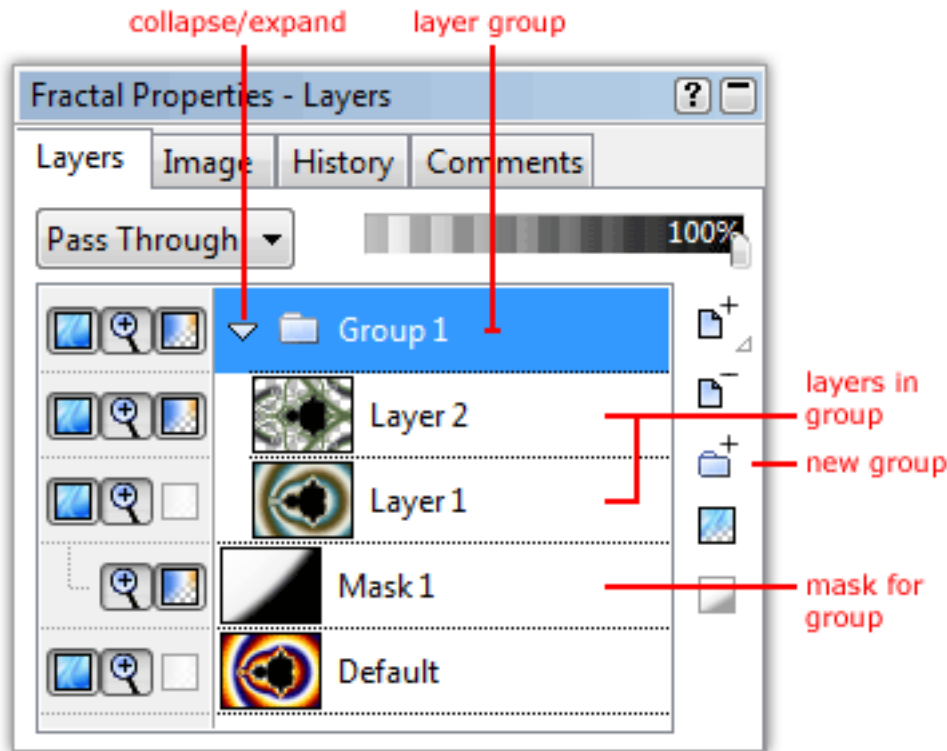 collapse/expand layer group
Fractal Properties - Layers ?
Layers Image History Comments
Pass Through 100%
Group 1
Layer 2
layers in
group
new group
Layer 1
Mask 1
mask for
group
Default